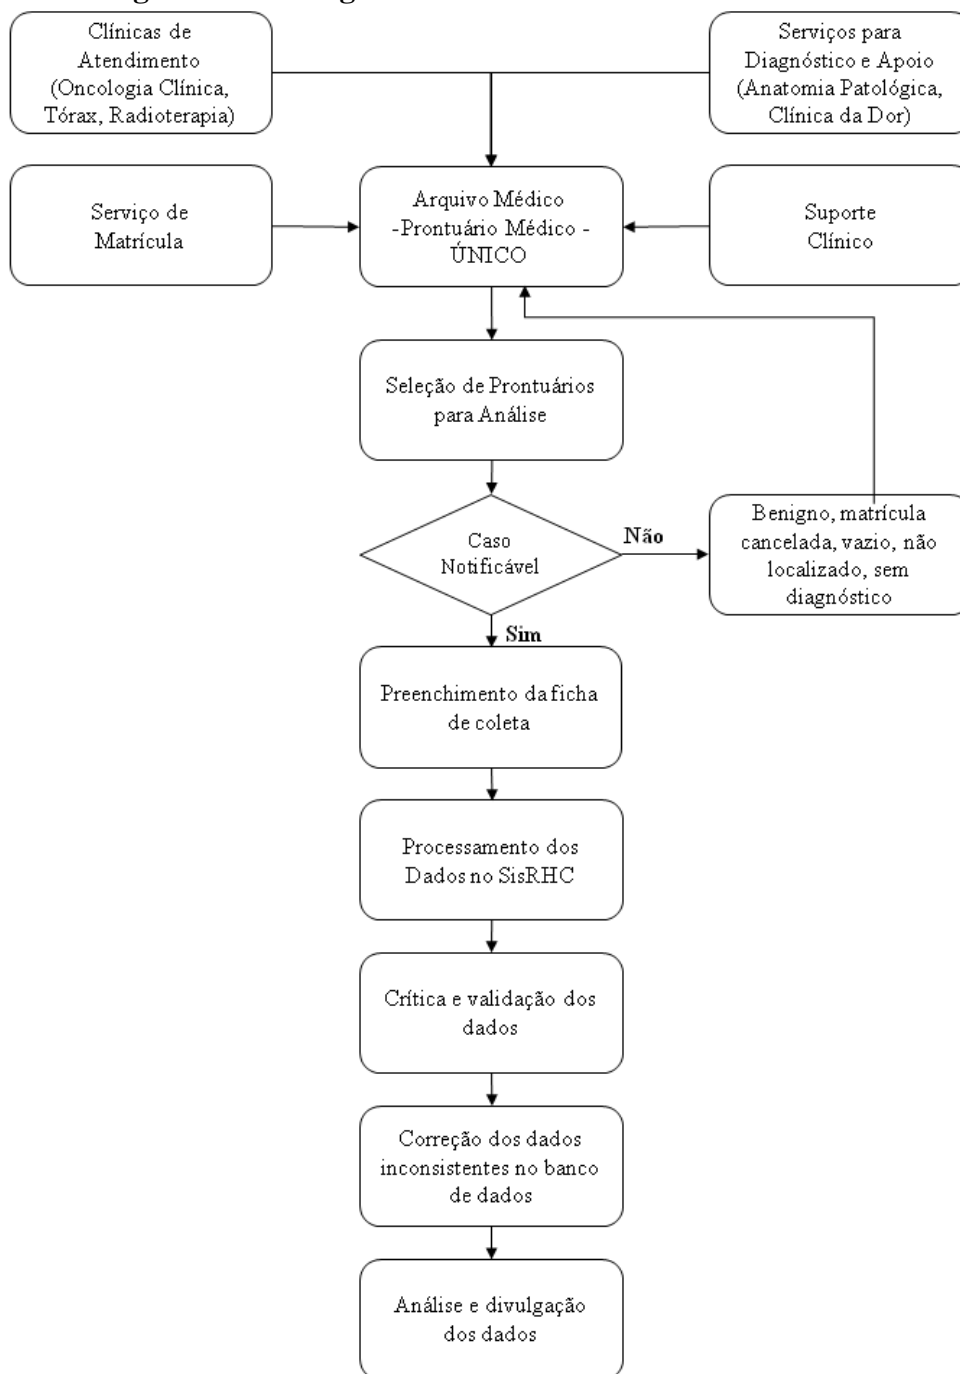 Clínicas de
Atendimento
(Oncologia Clínica,
Tórax, Radioterapia)
Serviços para
Diagnóstico e Apoio
(Anatomia Patológica,
Clínica da Dor)
Serviço de
Matrícula
Arquivo Médico
-Prontuário Médico -
ÚNICO
Suporte
Clínico
Seleção de Prontuários
para Análise
Caso
Notificável
Não
Benigno, matrícula
cancelada, vazio, não
localizado, sem
diagnóstico
Sim
Preenchimento da ficha
de coleta
Processamento dos
Dados no SisRHC
Crítica e validação dos
dados
Correção dos dados
inconsistentes no banco
de dados
Análise e divulgação
dos dados